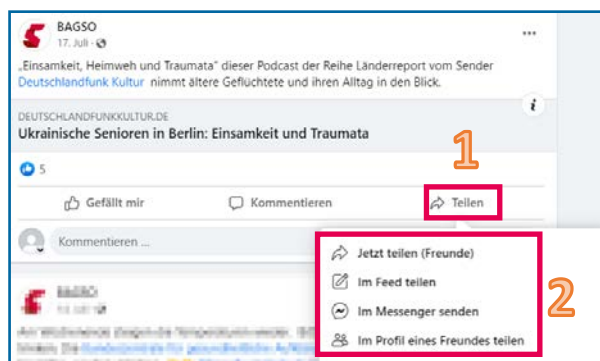 BAGSO
17. Juli ·
„Einsamkeit, Heimweh und Traumata“ dieser Podcast der Reihe Länderreport vom Sender
Deutschlandfunk Kultur nimmt ältere Geflüchtete und ihren Alltag in den Blick.
i
DEUTSCHLANDFUNKKULTUR.DE
Ukrainische Senioren in Berlin: Einsamkeit und Traumata
1
5
Gefällt mir Kommentieren Teilen
Kommentieren ...
Jetzt teilen (Freunde)
Im Feed teilen
Im Messenger senden
Im Profil eines Freundes teilen
2
BAGSO